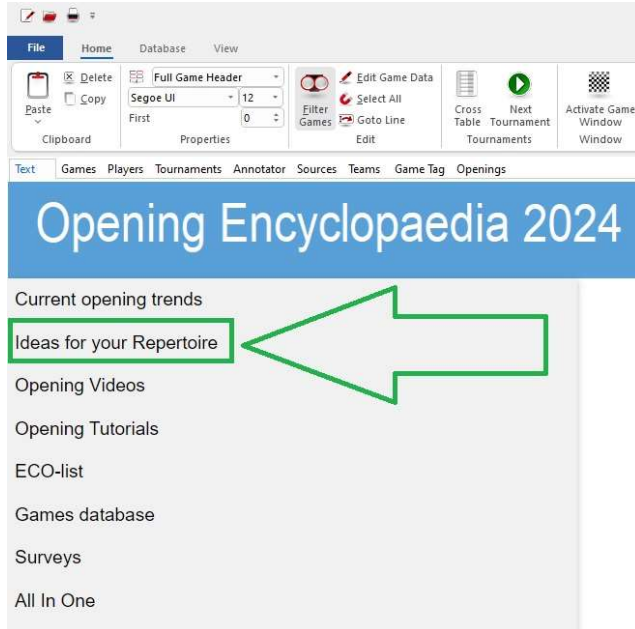 File Home Database View
Paste
Delete
Copy
Clipboard
Full Game Header
Segoe UI 12
First 0
Properties
Filter Games
Edit Game Data
Select All
Goto Line
Edit
Cross Table
Next Tournament
Tournaments
Activate Game Window
Window
Text Games Players Tournaments Annotator Sources Teams Game Tag Openings
Opening Encyclopaedia 2024
Current opening trends
Ideas for your Repertoire
Opening Videos
Opening Tutorials
ECO-list
Games database
Surveys
All In One